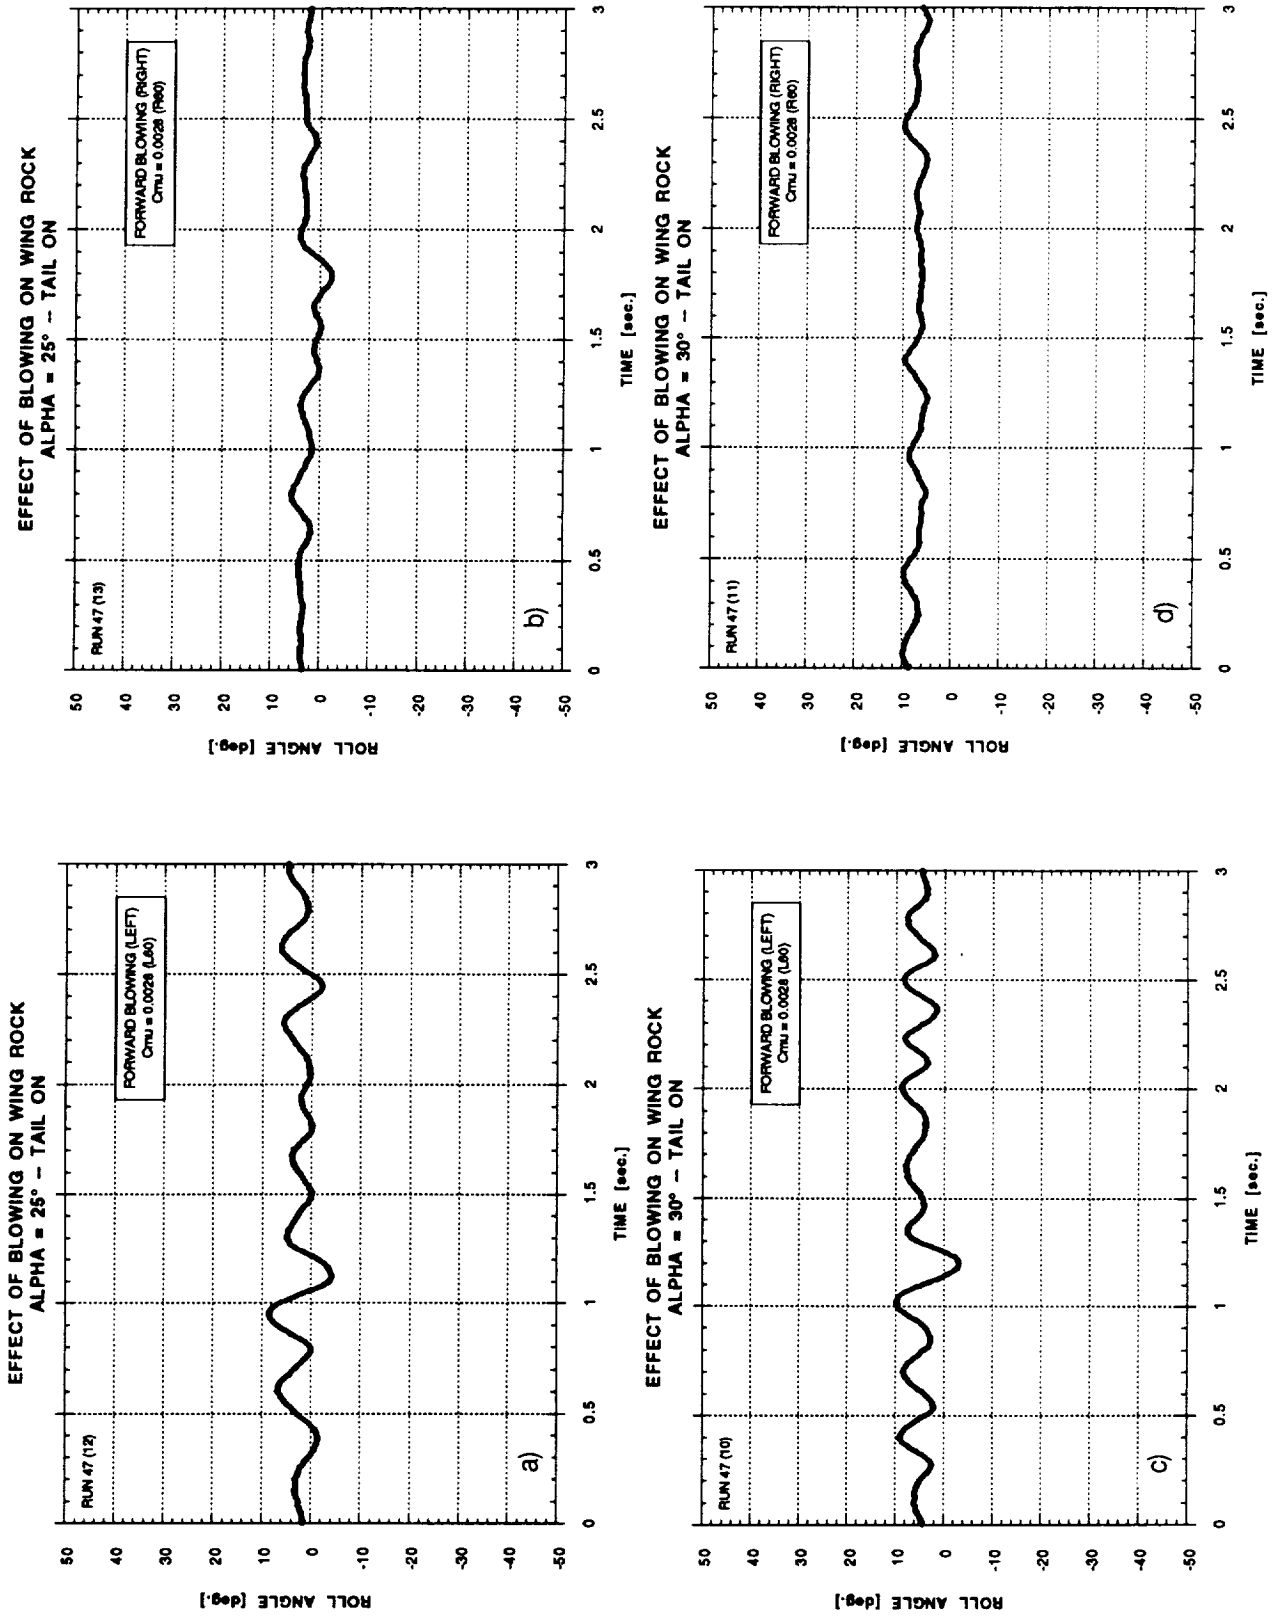 EFFECT OF BLOWING ON WING ROCK
ALPHA = 25° -- TAIL ON
RUN 47 (12)
FORWARD BLOWING (LEFT)
Cmu = 0.0028 (L60)
a)
50
40
30
20
10
0
-10
-20
-30
-40
-50
ROLL ANGLE [deg.]
0
0.5
1
1.5
2
2.5
3
TIME [sec.]
EFFECT OF BLOWING ON WING ROCK
ALPHA = 25° -- TAIL ON
RUN 47 (13)
FORWARD BLOWING (RIGHT)
Cmu = 0.0028 (R60)
b)
50
40
30
20
10
0
-10
-20
-30
-40
-50
ROLL ANGLE [deg.]
0
0.5
1
1.5
2
2.5
3
TIME [sec.]
EFFECT OF BLOWING ON WING ROCK
ALPHA = 30° -- TAIL ON
RUN 47 (10)
FORWARD BLOWING (LEFT)
Cmu = 0.0028 (L60)
c)
50
40
30
20
10
0
-10
-20
-30
-40
-50
ROLL ANGLE [deg.]
0
0.5
1
1.5
2
2.5
3
TIME [sec.]
EFFECT OF BLOWING ON WING ROCK
ALPHA = 30° -- TAIL ON
RUN 47 (11)
FORWARD BLOWING (RIGHT)
Cmu = 0.0028 (R60)
d)
50
40
30
20
10
0
-10
-20
-30
-40
-50
ROLL ANGLE [deg.]
0
0.5
1
1.5
2
2.5
3
TIME [sec.]